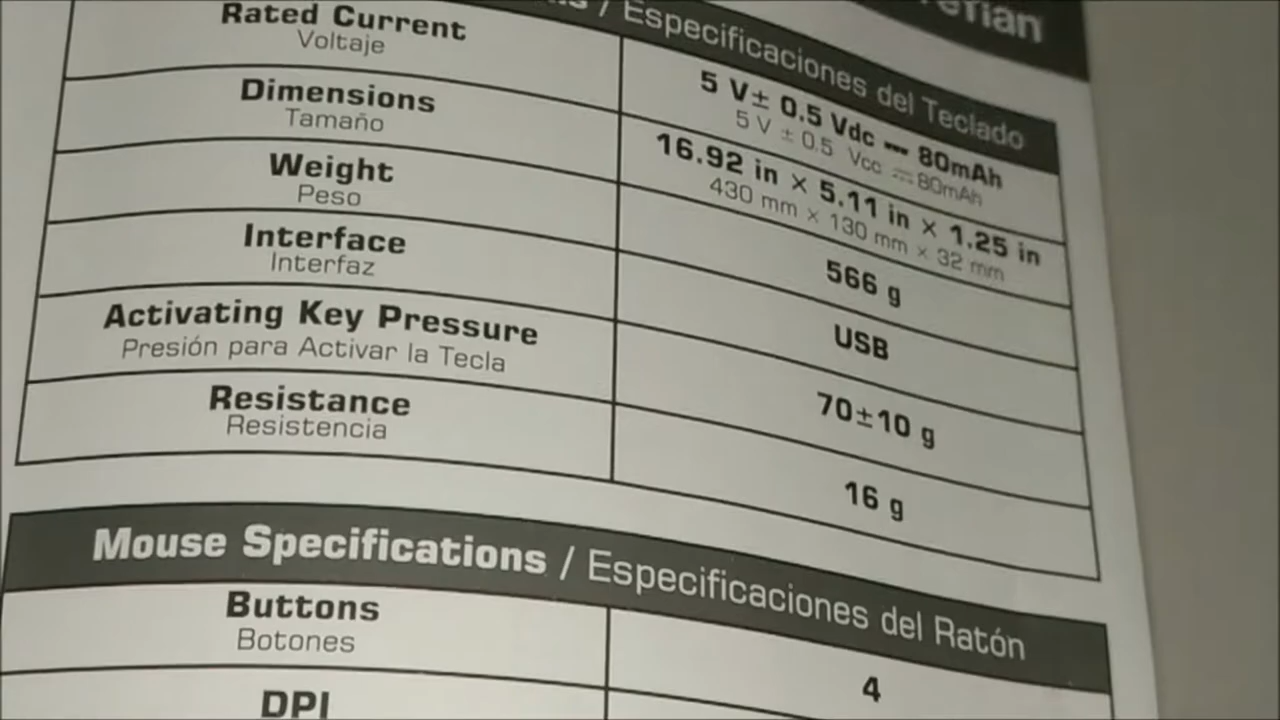 / Especificaciones del Teclado
Rated Current
Voltaje
5 V± 0.5 Vdc ⎓ 80mAh
5 V ± 0.5 Vcc ⎓ 80mAh
Dimensions
Tamaño
16.92 in × 5.11 in × 1.25 in
430 mm × 130 mm × 32 mm
Weight
Peso
566 g
Interface
Interfaz
USB
Activating Key Pressure
Presión para Activar la Tecla
70±10 g
Resistance
Resistencia
16 g
Mouse Specifications / Especificaciones del Ratón
Buttons
Botones
4
DPI